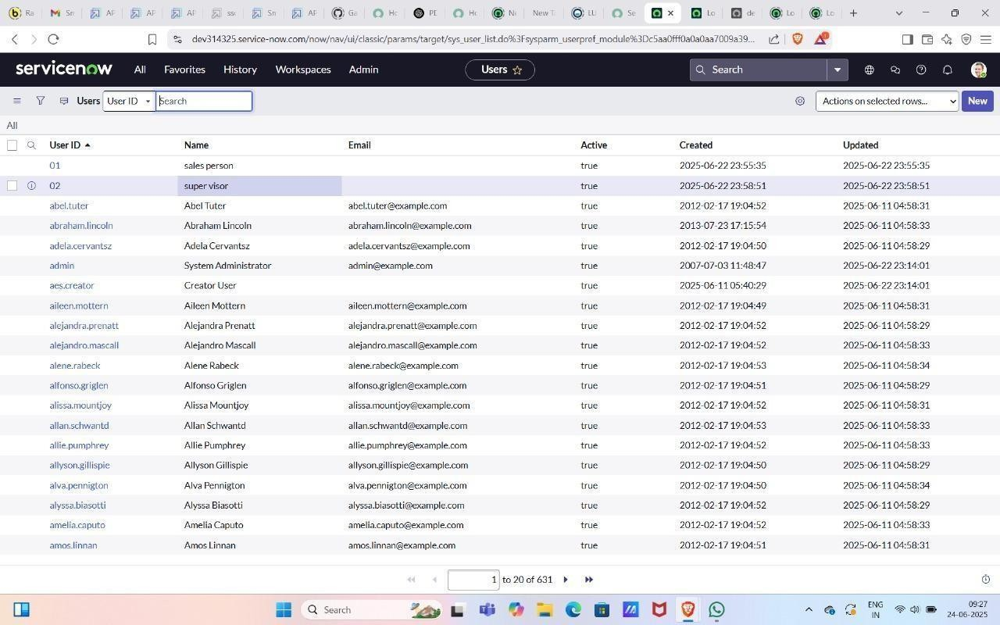 Ra Sn AF AF AF sso Sn AF Ga Ho PD Ho No New T LU Se Lo de Lo Lo
dev314325.service-now.com/now/nav/ui/classic/params/target/sys_user_list.do%3Fsysparm_userpref_module%3Dc5aa0fff0a0a0aa7009a39...
servicenow All Favorites History Workspaces Admin Users Search
Users User ID Search Actions on selected rows... New
All
User ID Name Email Active Created Updated
01 sales person true 2025-06-22 23:55:35 2025-06-22 23:55:35
02 super visor true 2025-06-22 23:58:51 2025-06-22 23:58:51
abel.tuter Abel Tuter abel.tuter@example.com true 2012-02-17 19:04:52 2025-06-11 04:58:31
abraham.lincoln Abraham Lincoln abraham.lincoln@example.com true 2013-07-23 17:15:54 2025-06-11 04:58:33
adela.cervantsz Adela Cervantsz adela.cervantsz@example.com true 2012-02-17 19:04:50 2025-06-11 04:58:29
admin System Administrator admin@example.com true 2007-07-03 11:48:47 2025-06-22 23:14:01
aes.creator Creator User true 2025-06-11 05:40:29 2025-06-22 23:14:01
aileen.mottern Aileen Mottern aileen.mottern@example.com true 2012-02-17 19:04:49 2025-06-11 04:58:31
alejandra.prenatt Alejandra Prenatt alejandra.prenatt@example.com true 2012-02-17 19:04:52 2025-06-11 04:58:29
alejandro.mascall Alejandro Mascall alejandro.mascall@example.com true 2012-02-17 19:04:52 2025-06-11 04:58:33
alene.rabeck Alene Rabeck alene.rabeck@example.com true 2012-02-17 19:04:53 2025-06-11 04:58:34
alfonso.griglen Alfonso Griglen alfonso.griglen@example.com true 2012-02-17 19:04:51 2025-06-11 04:58:29
alissa.mountjoy Alissa Mountjoy alissa.mountjoy@example.com true 2012-02-17 19:04:52 2025-06-11 04:58:31
allan.schwantd Allan Schwantd allan.schwantd@example.com true 2012-02-17 19:04:53 2025-06-11 04:58:33
allie.pumphrey Allie Pumphrey allie.pumphrey@example.com true 2012-02-17 19:04:52 2025-06-11 04:58:33
allyson.gillispie Allyson Gillispie allyson.gillispie@example.com true 2012-02-17 19:04:50 2025-06-11 04:58:29
alva.pennigton Alva Pennigton alva.pennigton@example.com true 2012-02-17 19:04:50 2025-06-11 04:58:34
alyssa.biasotti Alyssa Biasotti alyssa.biasotti@example.com true 2012-02-17 19:04:52 2025-06-11 04:58:29
amelia.caputo Amelia Caputo amelia.caputo@example.com true 2012-02-17 19:04:52 2025-06-11 04:58:33
amos.linnan Amos Linnan amos.linnan@example.com true 2012-02-17 19:04:51 2025-06-11 04:58:31
1 to 20 of 631
Search ENG 09:27
IN 24-06-2025